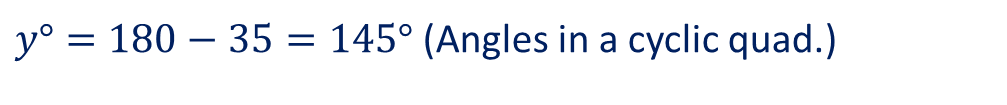 y° = 180 − 35 = 145° (Angles in a cyclic quad.)